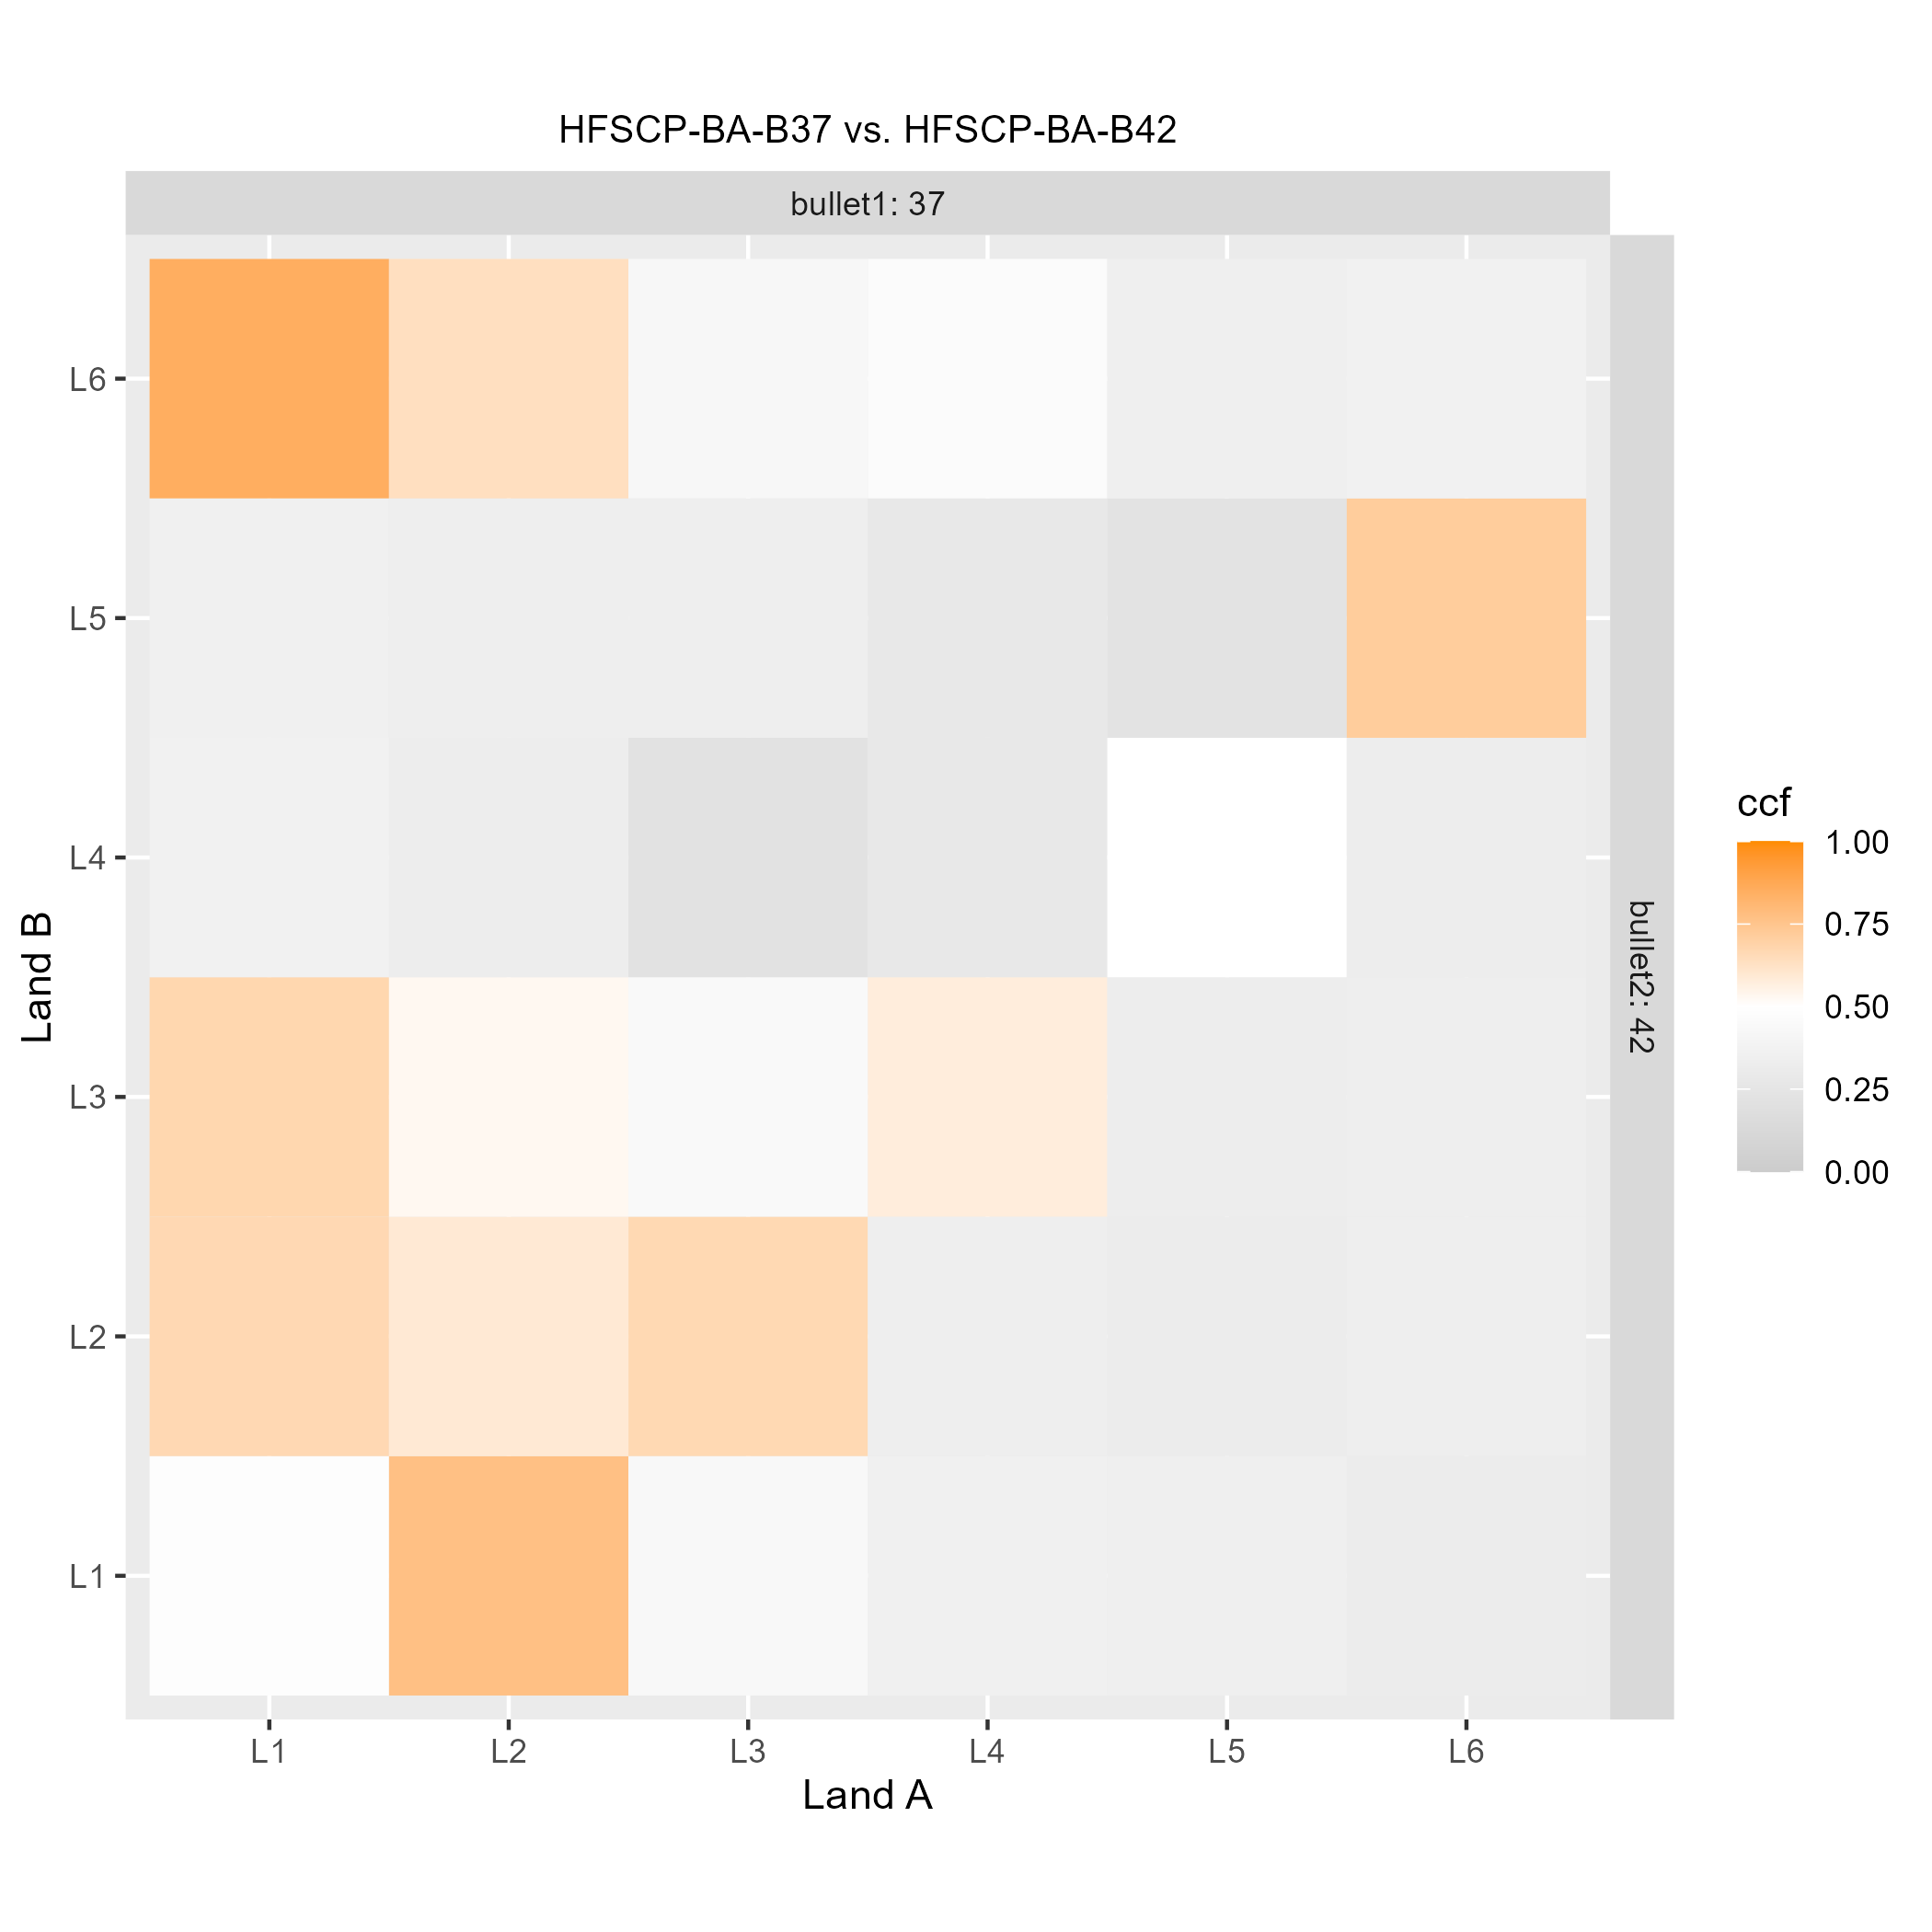 HFSCP-BA-B37 vs. HFSCP-BA-B42
bullet1: 37
L6
L5
L4
L3
L2
L1
Land B
bullet2: 42
ccf
1.00
0.75
0.50
0.25
0.00
L1 L2 L3 L4 L5 L6
Land A